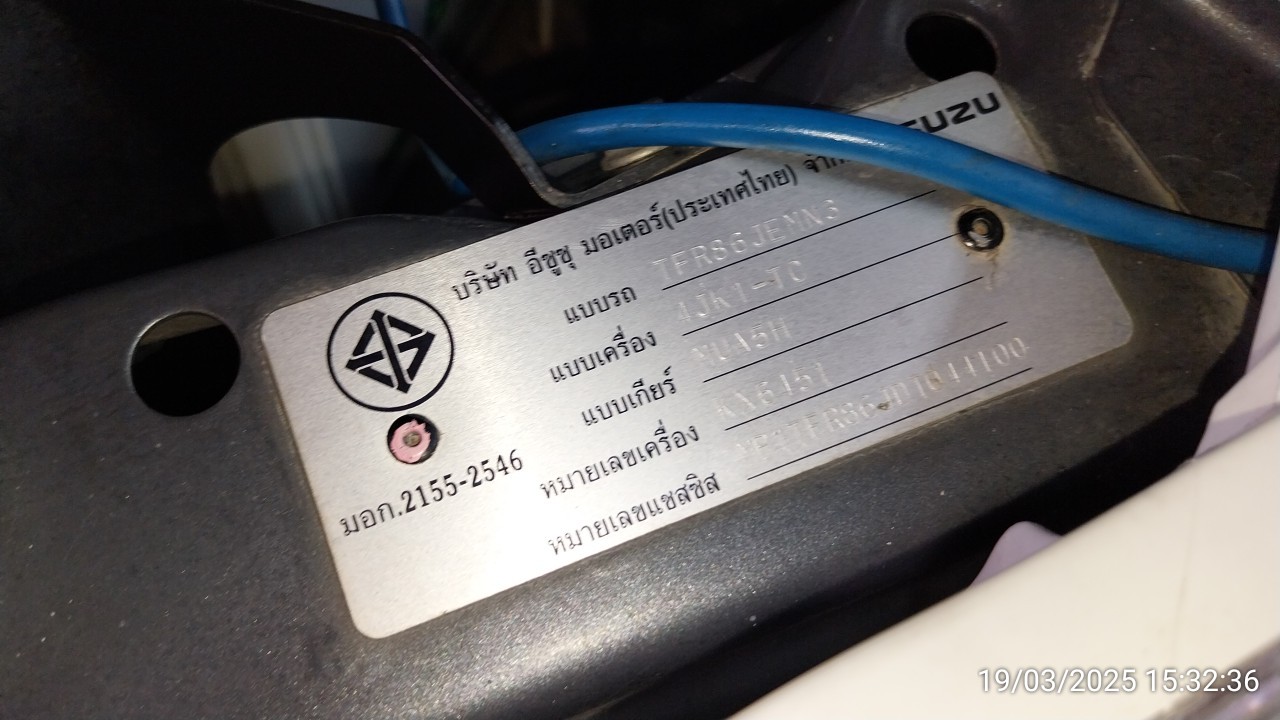 ISUZU
บริษัท อีซูซุ มอเตอร์(ประเทศไทย)
แบบรถ TFR86JEMN3
แบบเครื่อง 4JK1-TC
แบบเกียร์ MUA5H
หมายเลขเครื่อง
หมายเลขแชสซิส
มอก.2155-2546
19/03/2025 15:32:36